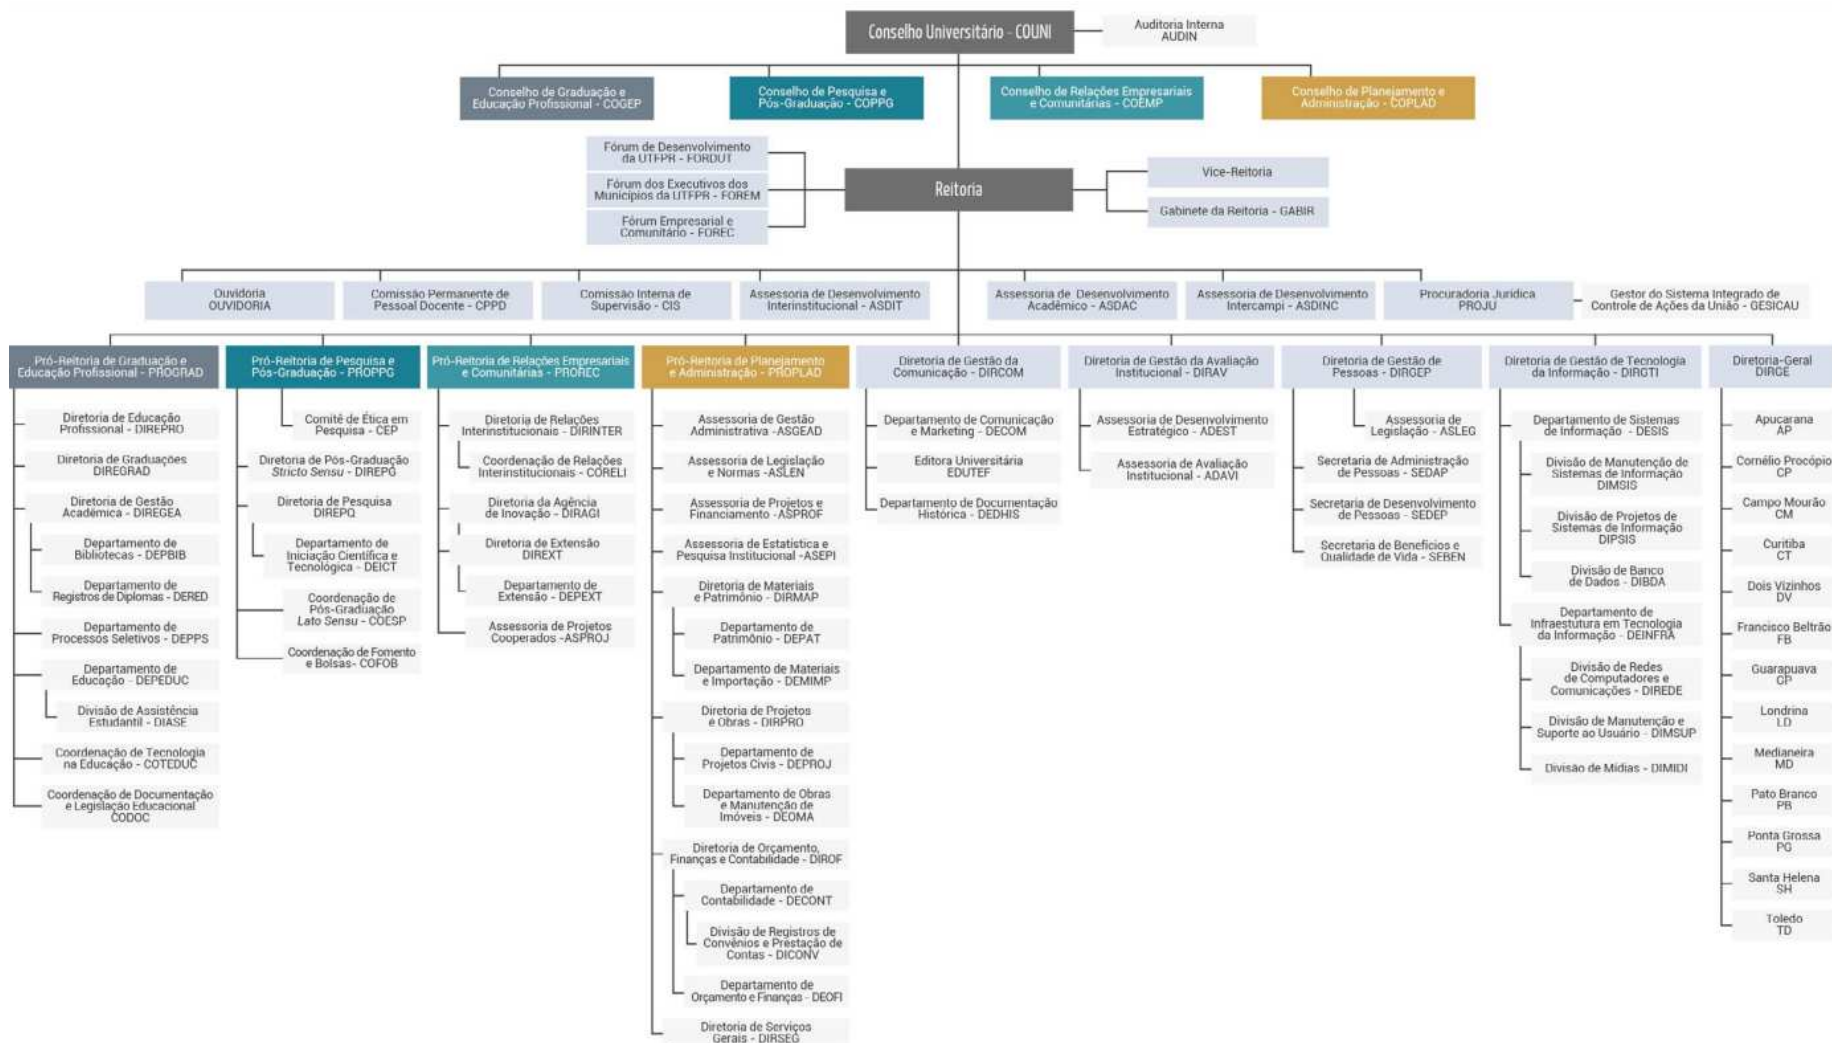 Conselho Universitário - COUNI
Auditoria Interna
AUDIN
Conselho de Graduação e
Educação Profissional - COGEP
Conselho de Pesquisa e
Pós-Graduação - COPPG
Conselho de Relações Empresariais
e Comunitárias - COEMP
Conselho de Planejamento e
Administração - COPLAD
Fórum de Desenvolvimento
da UTFPR - FORDUT
Fórum dos Executivos dos
Municípios da UTFPR - FOREM
Fórum Empresarial e
Comunitário - FOREC
Reitoria
Vice-Reitoria
Gabinete da Reitoria - GABIR
Ouvidoria
OUVIDORIA
Comissão Permanente de
Pessoal Docente - CPPD
Comissão Interna de
Supervisão - CIS
Assessoria de Desenvolvimento
Interinstitucional - ASDIT
Assessoria de Desenvolvimento
Acadêmico - ASDAC
Assessoria de Desenvolvimento
Intercampi - ASDINC
Procuradoria Jurídica
PROJU
Gestor do Sistema Integrado de
Controle de Ações da União - GESICAU
Pró-Reitoria de Graduação e
Educação Profissional - PROGRAD
Diretoria de Educação
Profissional - DIREPRO
Diretoria de Graduações
DIREGRAD
Diretoria de Gestão
Acadêmica - DIREGEA
Departamento de
Bibliotecas - DEPBIB
Departamento de
Registros de Diplomas - DERED
Departamento de
Processos Seletivos - DEPPS
Departamento de
Educação - DEPEDUC
Divisão de Assistência
Estudantil - DIASE
Coordenação de Tecnologia
na Educação - COTEDUC
Coordenação de Documentação
e Legislação Educacional
CODOC
Pró-Reitoria de Pesquisa e
Pós-Graduação - PROPPG
Comitê de Ética em
Pesquisa - CEP
Diretoria de Pós-Graduação
Stricto Sensu - DIREPG
Diretoria de Pesquisa
DIREPQ
Departamento de
Iniciação Científica e
Tecnológica - DEICT
Coordenação de
Pós-Graduação
Lato Sensu - COESP
Coordenação de Fomento
e Bolsas- COFOB
Pró-Reitoria de Relações Empresariais
e Comunitárias - PROREC
Diretoria de Relações
Interinstitucionais - DIRINTER
Coordenação de Relações
Interinstitucionais - CORELI
Diretoria da Agência
de Inovação - DIRAGI
Diretoria de Extensão
DIREXT
Departamento de
Extensão - DEPEXT
Assessoria de Projetos
Cooperados -ASPROJ
Pró-Reitoria de Planejamento
e Administração - PROPLAD
Assessoria de Gestão
Administrativa -ASGEAD
Assessoria de Legislação
e Normas -ASLEN
Assessoria de Projetos e
Financiamento -ASPROF
Assessoria de Estatística e
Pesquisa Institucional -ASEPI
Diretoria de Materiais
e Patrimônio - DIRMAP
Departamento de
Patrimônio - DEPAT
Departamento de Materiais
e Importação - DEMIMP
Diretoria de Projetos
e Obras - DIRPRO
Departamento de
Projetos Civis - DEPROJ
Departamento de Obras
e Manutenção de
Imóveis - DEOMA
Diretoria de Orçamento,
Finanças e Contabilidade - DIROF
Departamento de
Contabilidade - DECONT
Divisão de Registros de
Convênios e Prestação de
Contas - DICONV
Departamento de
Orçamento e Finanças - DEOFI
Diretoria de Serviços
Gerais - DIRSEG
Diretoria de Gestão da
Comunicação - DIRCOM
Departamento de Comunicação
e Marketing - DECOM
Editora Universitária
EDUTEF
Departamento de Documentação
Histórica - DEDHIS
Diretoria de Gestão da Avaliação
Institucional - DIRAV
Assessoria de Desenvolvimento
Estratégico - ADEST
Assessoria de Avaliação
Institucional - ADAVI
Diretoria de Gestão de
Pessoas - DIRGEP
Assessoria de
Legislação - ASLEG
Secretaria de Administração
de Pessoas - SEDAP
Secretaria de Desenvolvimento
de Pessoas - SEDEP
Secretaria de Benefícios e
Qualidade de Vida - SEBEN
Diretoria de Gestão de Tecnologia
da Informação - DIRGTI
Departamento de Sistemas
de Informação - DESIS
Divisão de Manutenção de
Sistemas de Informação
DIMSIS
Divisão de Projetos de
Sistemas de Informação
DIPSIS
Divisão de Banco
de Dados - DIBDA
Departamento de
Infraestutura em Tecnologia
da Informação - DEINFRA
Divisão de Redes
de Computadores e
Comunicações - DIREDE
Divisão de Manutenção e
Suporte ao Usuário - DIMSUP
Divisão de Mídias - DIMIDI
Diretoria-Geral
DIRGE
Apucarana
AP
Cornélio Procópio
CP
Campo Mourão
CM
Curitiba
CT
Dois Vizinhos
DV
Francisco Beltrão
FB
Guarapuava
GP
Londrina
LD
Medianeira
MD
Pato Branco
PB
Ponta Grossa
PG
Santa Helena
SH
Toledo
TD